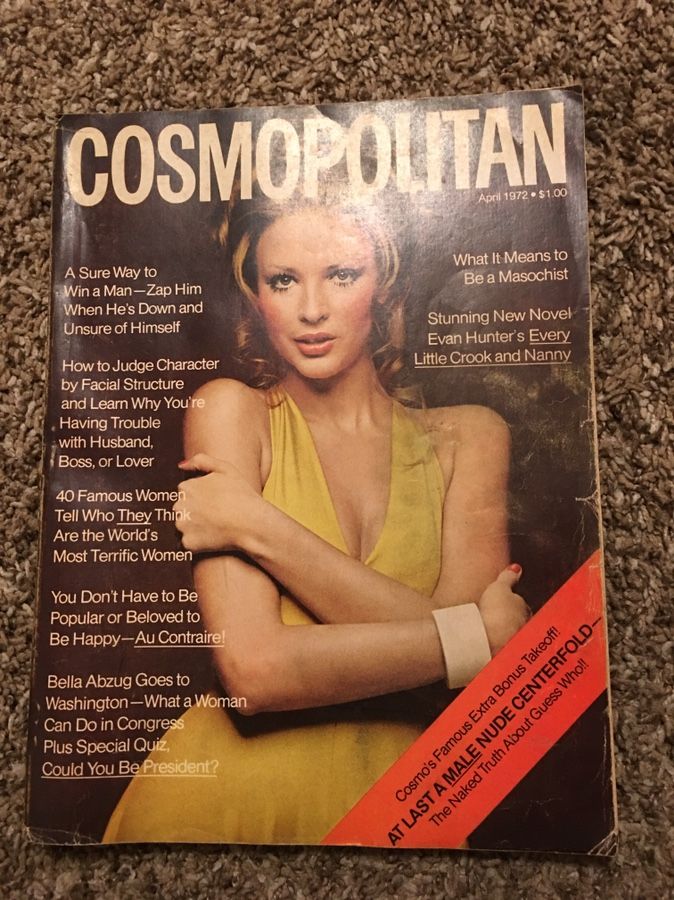 COSMOPOLITAN
April 1972 • $1.00
A Sure Way to
Win a Man—Zap Him
When He's Down and
Unsure of Himself
How to Judge Character
by Facial Structure
and Learn Why You're
Having Trouble
with Husband,
Boss, or Lover
40 Famous Women
Tell Who They Think
Are the World's
Most Terrific Women
You Don't Have to Be
Popular or Beloved to
Be Happy—Au Contraire!
Bella Abzug Goes to
Washington—What a Woman
Can Do in Congress
Plus Special Quiz,
Could You Be President?
What It Means to
Be a Masochist
Stunning New Novel
Evan Hunter's Every
Little Crook and Nanny
Cosmo's Famous Extra Bonus Takeoff!
AT LAST A MALE NUDE CENTERFOLD—
The Naked Truth About Guess Who!!